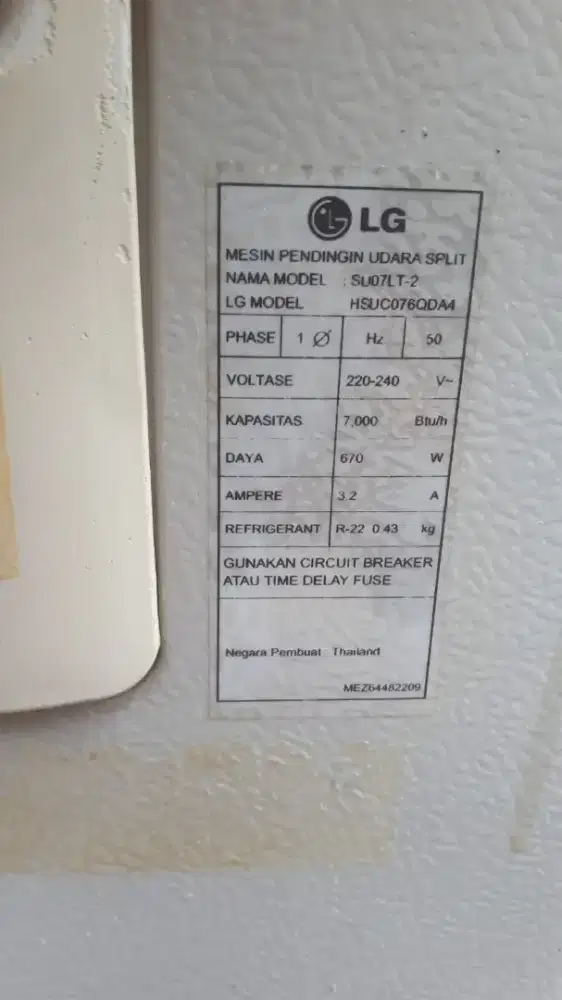 LG
MESIN PENDINGIN UDARA SPLIT
NAMA MODEL : SU07LT-2
LG MODEL HSUC076QDA4
PHASE 1 Ø Hz 50
VOLTASE 220-240 V~
KAPASITAS 7,000 Btu/h
DAYA 670 W
AMPERE 3.2 A
REFRIGERANT R-22 0.43 kg
GUNAKAN CIRCUIT BREAKER
ATAU TIME DELAY FUSE
Negara Pembuat : Thailand
MEZ64482209